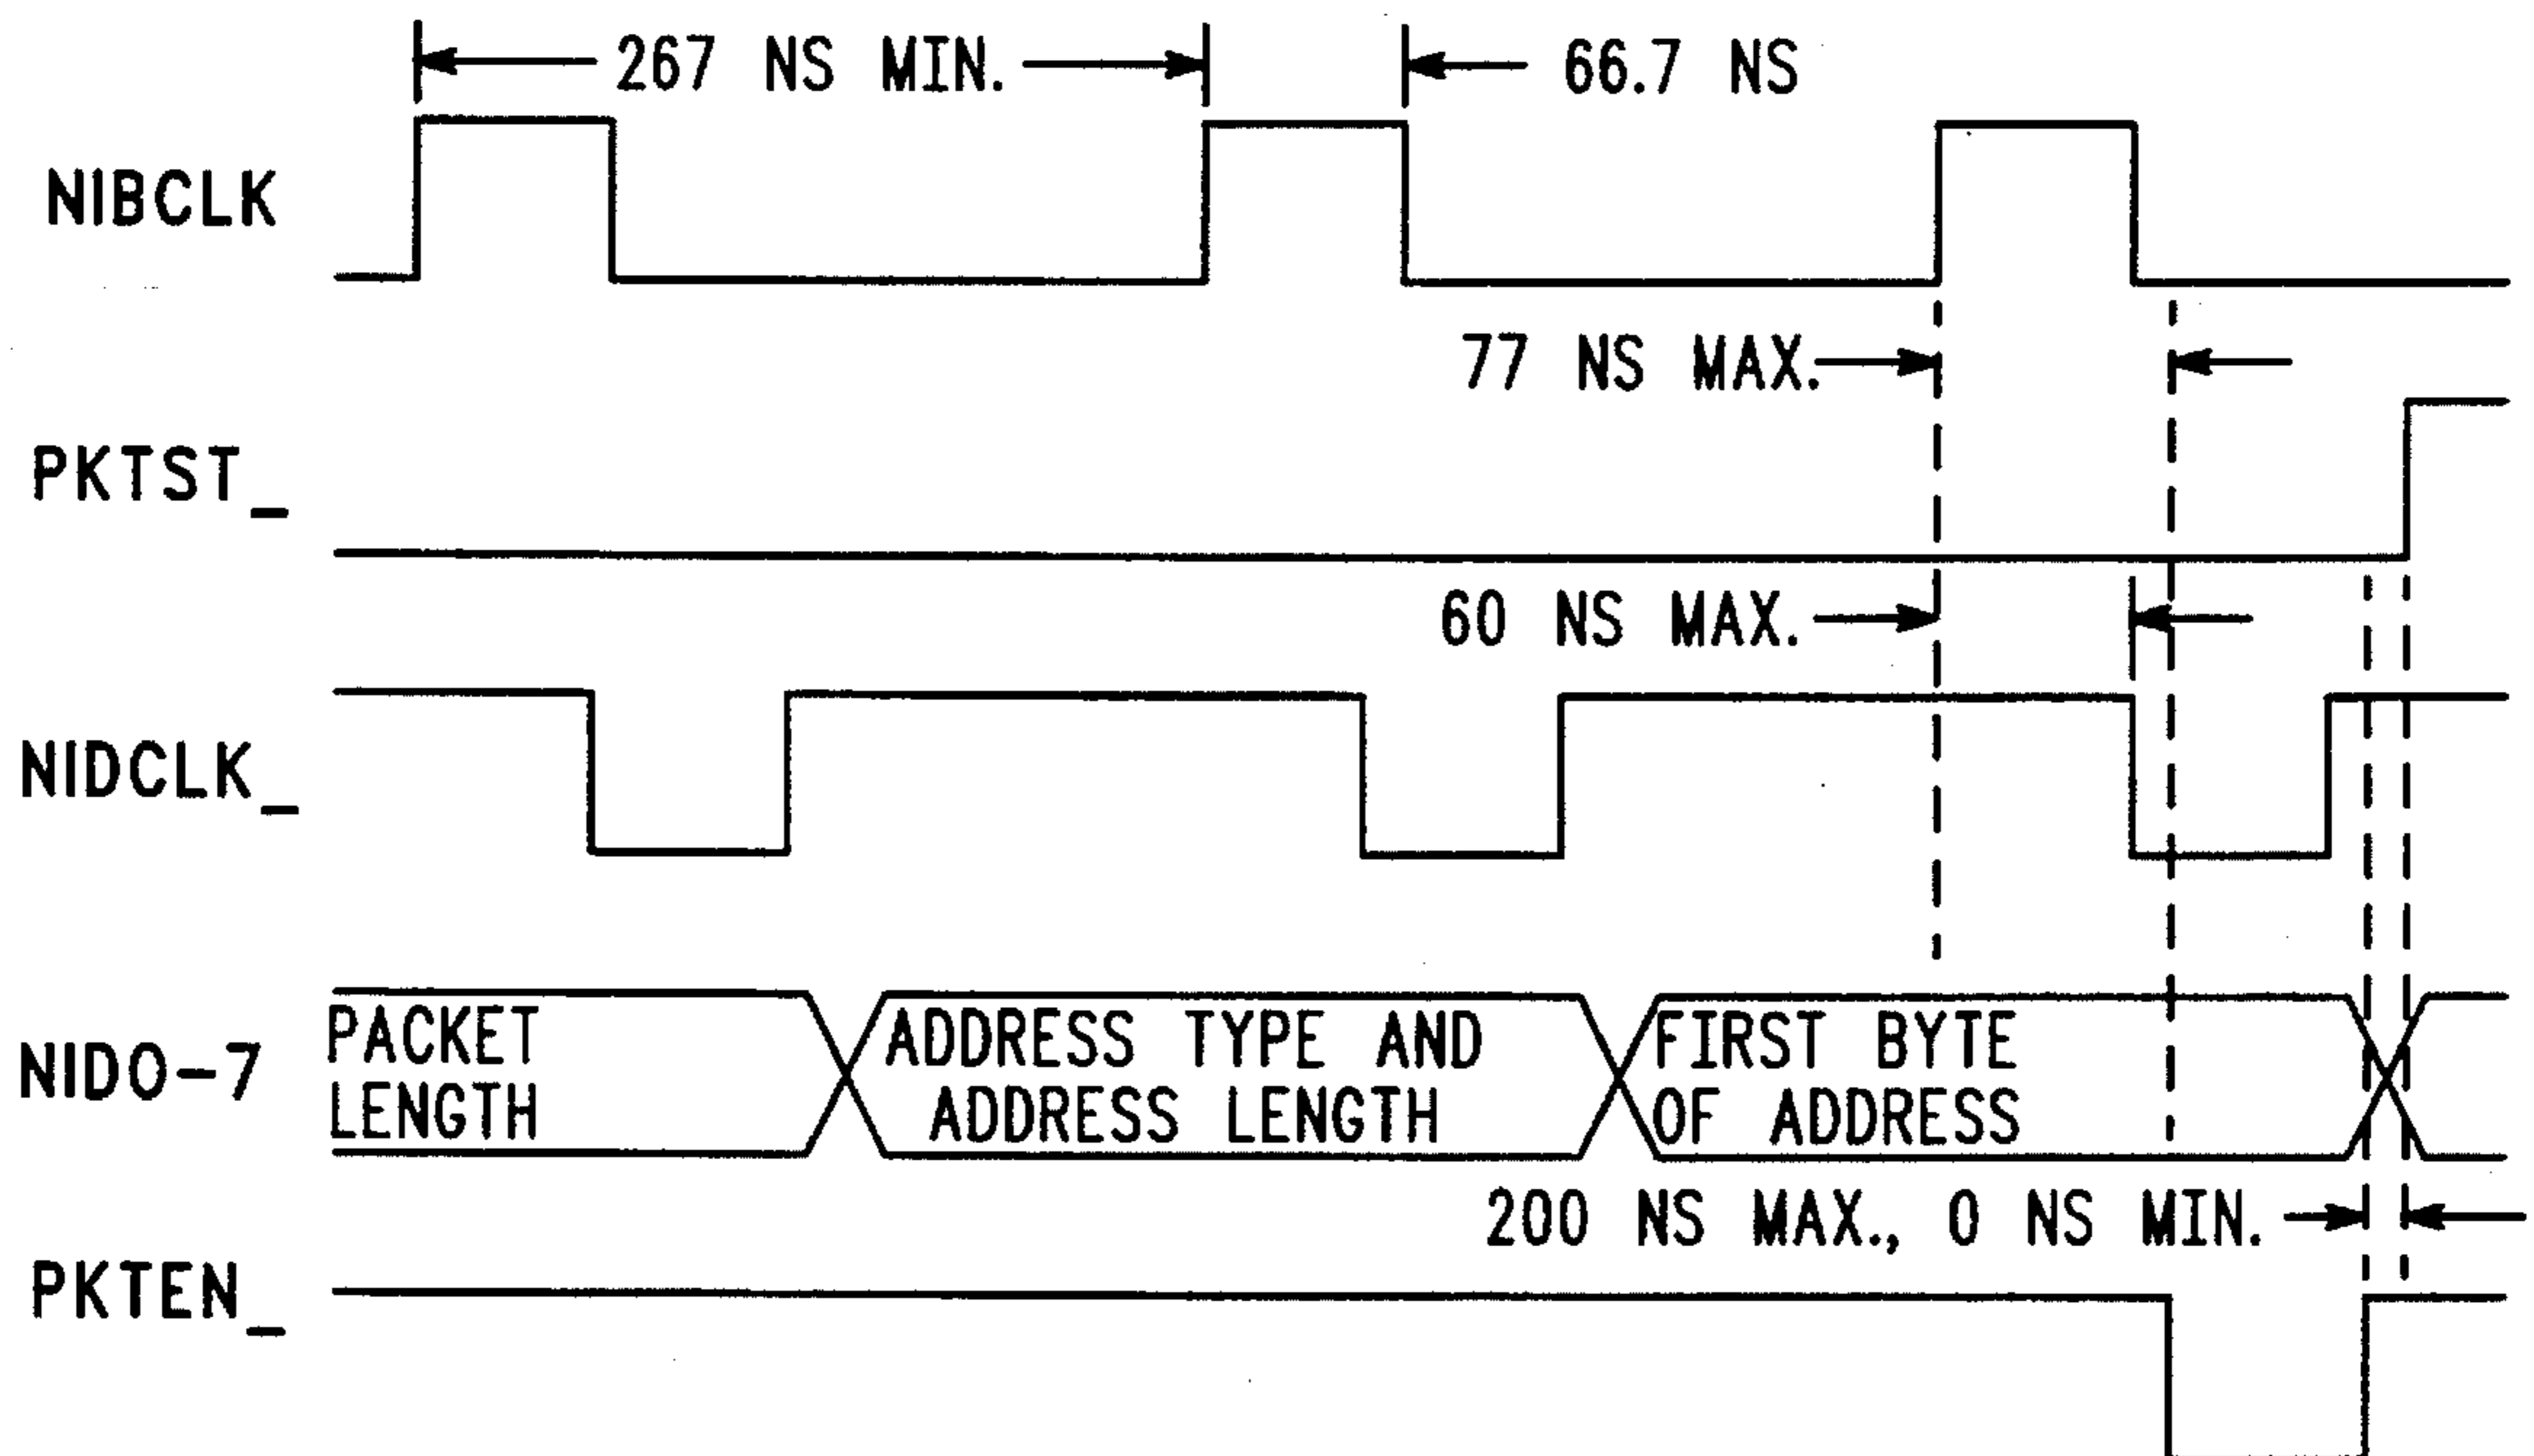 267 NS MIN.
66.7 NS
NIBCLK
77 NS MAX.
PKTST_
60 NS MAX.
NIDCLK_
NID0-7
PACKET
LENGTH
ADDRESS TYPE AND
ADDRESS LENGTH
FIRST BYTE
OF ADDRESS
200 NS MAX., 0 NS MIN.
PKTEN_